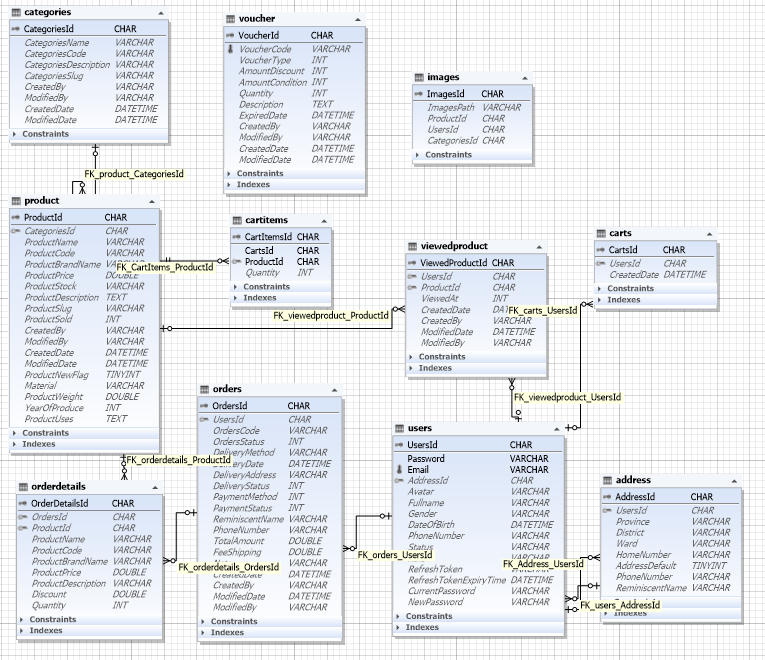 categories
CategoriesId CHAR
CategoriesName VARCHAR
CategoriesCode VARCHAR
CategoriesDescription VARCHAR
CategoriesSlug VARCHAR
CreatedBy VARCHAR
ModifiedBy VARCHAR
CreatedDate DATETIME
ModifiedDate DATETIME
Constraints
voucher
VoucherId CHAR
VoucherCode VARCHAR
VoucherType INT
AmountDiscount INT
AmountCondition INT
Quantity INT
Description TEXT
ExpiredDate DATETIME
CreatedBy VARCHAR
ModifiedBy VARCHAR
CreatedDate DATETIME
ModifiedDate DATETIME
Constraints
Indexes
images
ImagesId CHAR
ImagesPath VARCHAR
ProductId CHAR
UsersId CHAR
CategoriesId CHAR
Constraints
FK_product_CategoriesId
product
ProductId CHAR
CategoriesId CHAR
ProductName VARCHAR
ProductCode VARCHAR
ProductBrandName VARCHAR
ProductPrice DOUBLE
ProductStock VARCHAR
ProductDescription TEXT
ProductSlug VARCHAR
ProductSold INT
CreatedBy VARCHAR
ModifiedBy VARCHAR
CreatedDate DATETIME
ModifiedDate DATETIME
ProductNewFlag TINYINT
Material VARCHAR
ProductWeight DOUBLE
YearOfProduce INT
ProductUses TEXT
Constraints
Indexes
FK_CartItems_ProductId
cartitems
CartItemsId CHAR
CartsId CHAR
ProductId CHAR
Quantity INT
Constraints
Indexes
FK_viewedproduct_ProductId
viewedproduct
ViewedProductId CHAR
UsersId CHAR
ProductId CHAR
ViewedAt INT
CreatedDate
CreatedBy VARCHAR
ModifiedDate DATETIME
ModifiedBy VARCHAR
Constraints
Indexes
FK_carts_UsersId
carts
CartsId CHAR
UsersId CHAR
CreatedDate DATETIME
Constraints
Indexes
FK_viewedproduct_UsersId
orders
OrdersId CHAR
UsersId CHAR
OrdersCode VARCHAR
OrdersStatus INT
DeliveryMethod VARCHAR
DATETIME
DeliveryAddress VARCHAR
DeliveryStatus INT
PaymentMethod INT
PaymentStatus INT
ReminiscentName VARCHAR
PhoneNumber VARCHAR
TotalAmount DOUBLE
FeeShipping DOUBLE
CreatedDate DATETIME
CreatedBy VARCHAR
ModifiedDate DATETIME
ModifiedBy VARCHAR
Constraints
Indexes
FK_orderdetails_ProductId
orderdetails
OrderDetailsId CHAR
OrdersId CHAR
ProductId CHAR
ProductName VARCHAR
ProductCode VARCHAR
ProductBrandName VARCHAR
ProductPrice DOUBLE
ProductDescription VARCHAR
Discount DOUBLE
Quantity INT
Constraints
Indexes
FK_orderdetails_OrdersId
FK_orders_UsersId
users
UsersId CHAR
Password VARCHAR
Email VARCHAR
AddressId CHAR
Avatar VARCHAR
Fullname VARCHAR
Gender VARCHAR
DateOfBirth DATETIME
PhoneNumber VARCHAR
Status VARCHAR
RefreshToken VARCHAR
RefreshTokenExpiryTime DATETIME
CurrentPassword VARCHAR
NewPassword VARCHAR
Constraints
Indexes
FK_Address_UsersId
FK_users_AddressId
address
AddressId CHAR
UsersId CHAR
Province VARCHAR
District VARCHAR
Ward VARCHAR
HomeNumber VARCHAR
AddressDefault TINYINT
PhoneNumber VARCHAR
ReminiscentName VARCHAR
Indexes